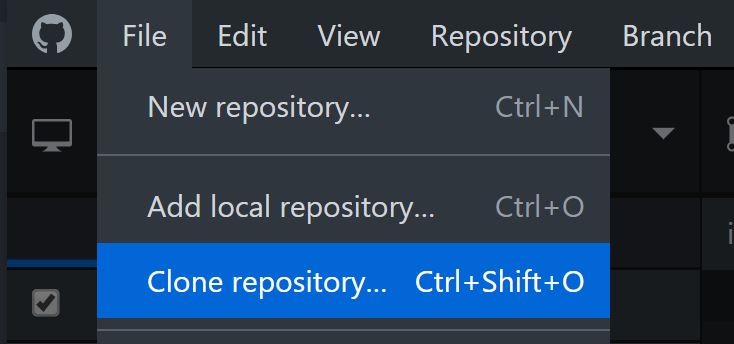 File Edit View Repository Branch
New repository... Ctrl+N
Add local repository... Ctrl+O
Clone repository... Ctrl+Shift+O